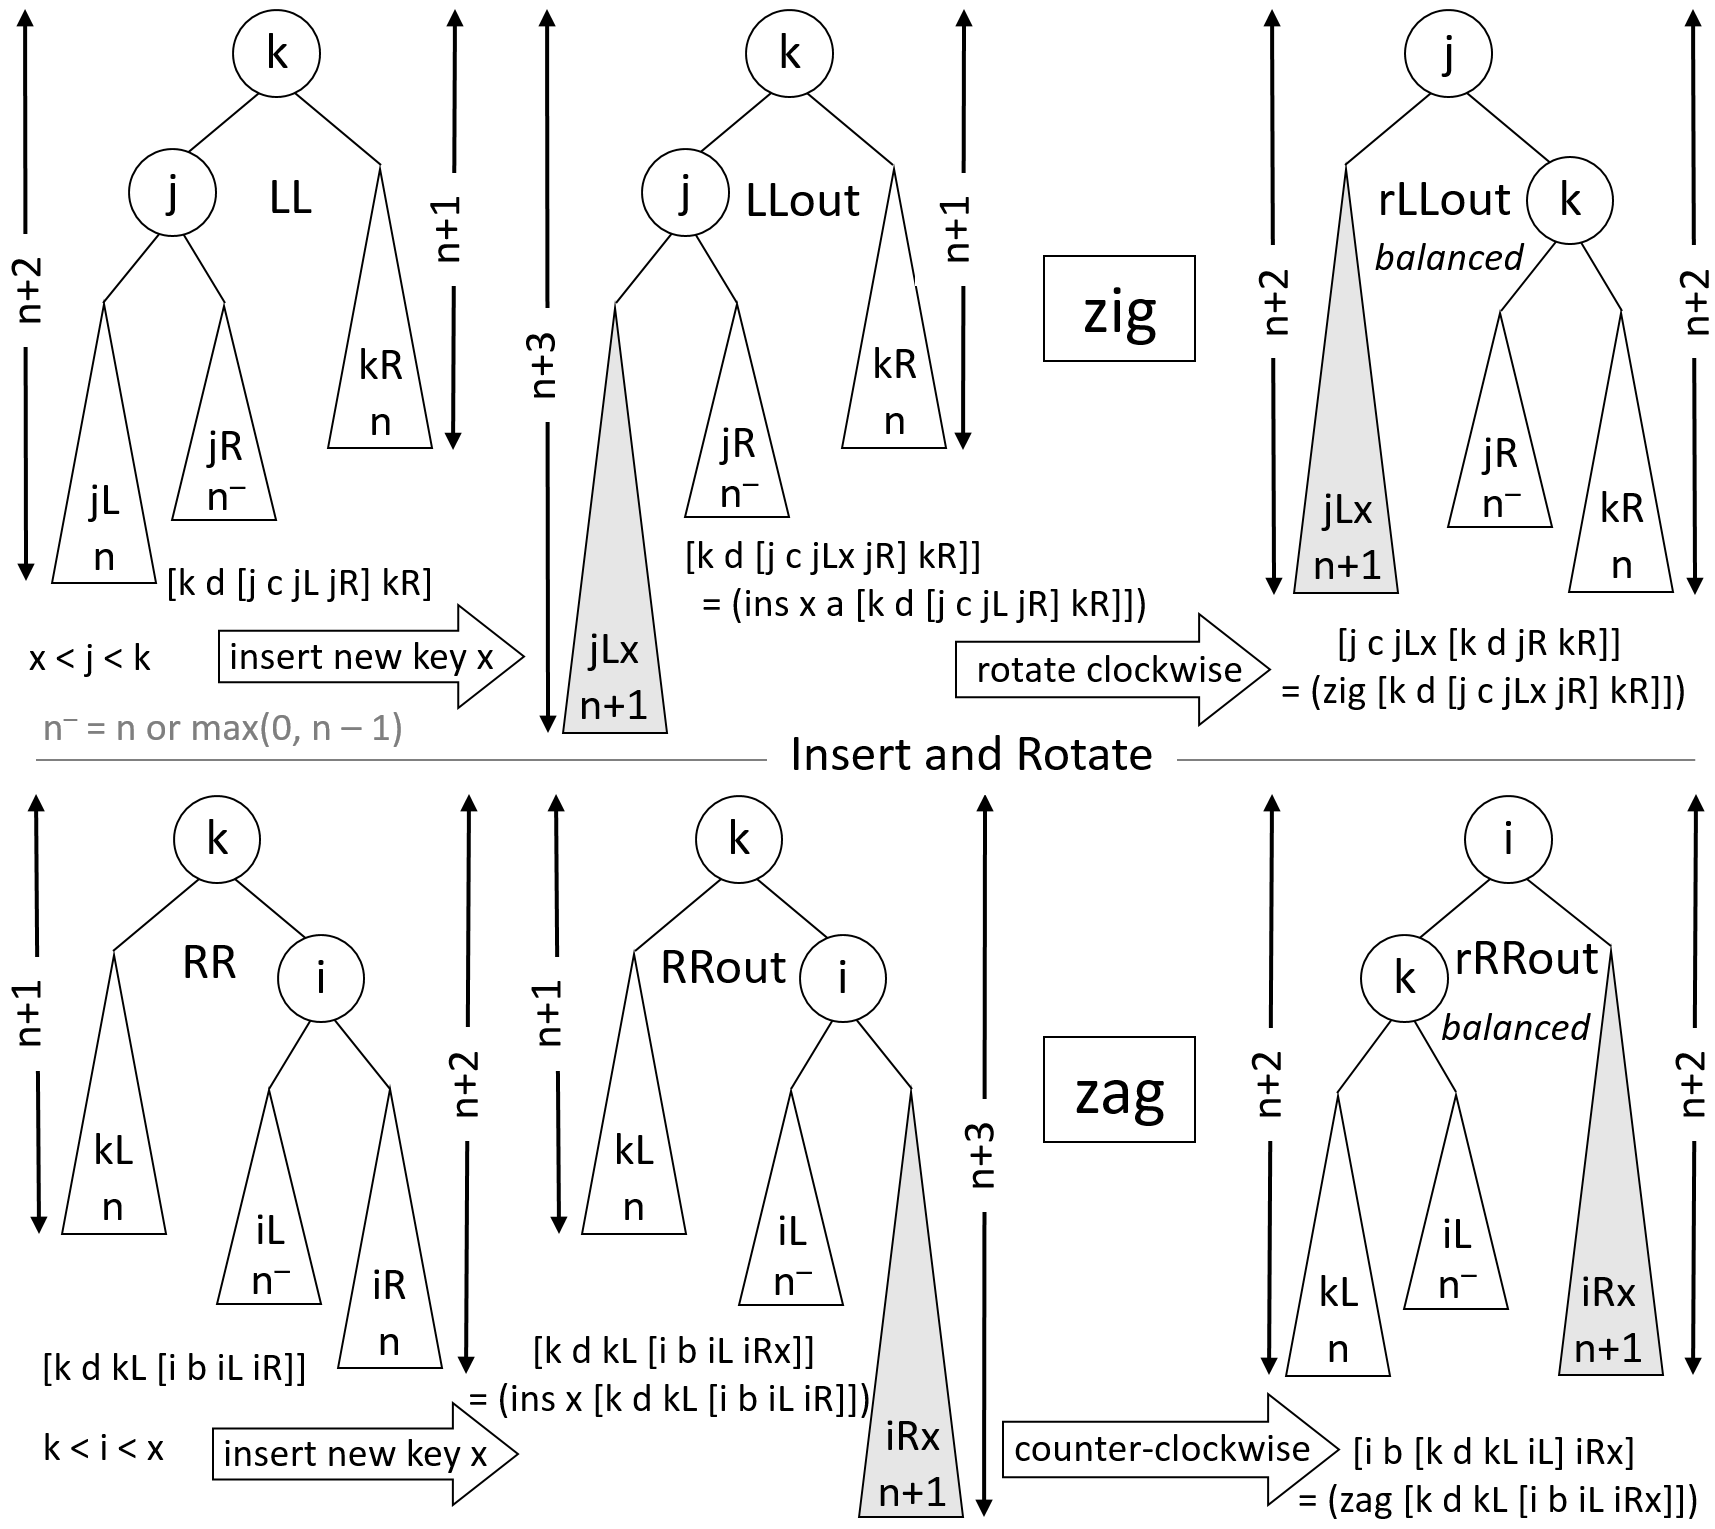 k
j
LL
n+2
n+1
jL
n
jR
n⁻
kR
n
[k d [j c jL jR] kR]
x < j < k
insert new key x
n⁻ = n or max(0, n – 1)
k
j
LLout
n+3
n+1
jLx
n+1
jR
n⁻
kR
n
[k d [j c jLx jR] kR]]
= (ins x a [k d [j c jL jR] kR]])
zig
rotate clockwise
j
rLLout
balanced
k
n+2
n+2
jLx
n+1
jR
n⁻
kR
n
[j c jLx [k d jR kR]]
= (zig [k d [j c jLx jR] kR]])
Insert and Rotate
k
RR
i
n+1
n+2
kL
n
iL
n⁻
iR
n
[k d kL [i b iL iR]]
k < i < x
insert new key x
k
RRout
i
n+1
n+3
kL
n
iL
n⁻
iRx
n+1
[k d kL [i b iL iRx]]
= (ins x [k d kL [i b iL iR]])
zag
counter-clockwise
i
k
rRRout
balanced
n+2
n+2
kL
n
iL
n⁻
iRx
n+1
[i b [k d kL iL] iRx]
= (zag [k d kL [i b iL iRx]])